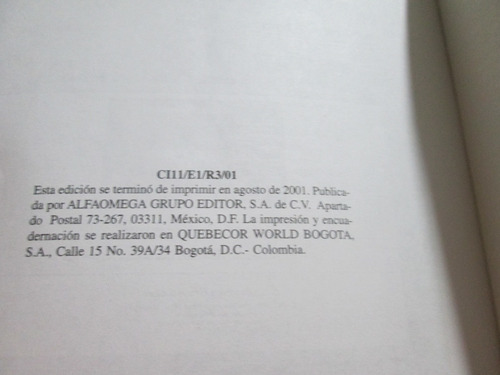 CI11/E1/R3/01
Esta edición se terminó de imprimir en agosto de 2001. Publica-
da por ALFAOMEGA GRUPO EDITOR, S.A. de C.V. Aparta-
do Postal 73-267, 03311, México, D.F. La impresión y encua-
dernación se realizaron en QUEBECOR WORLD BOGOTA,
S.A., Calle 15 No. 39A/34 Bogotá, D.C.- Colombia.